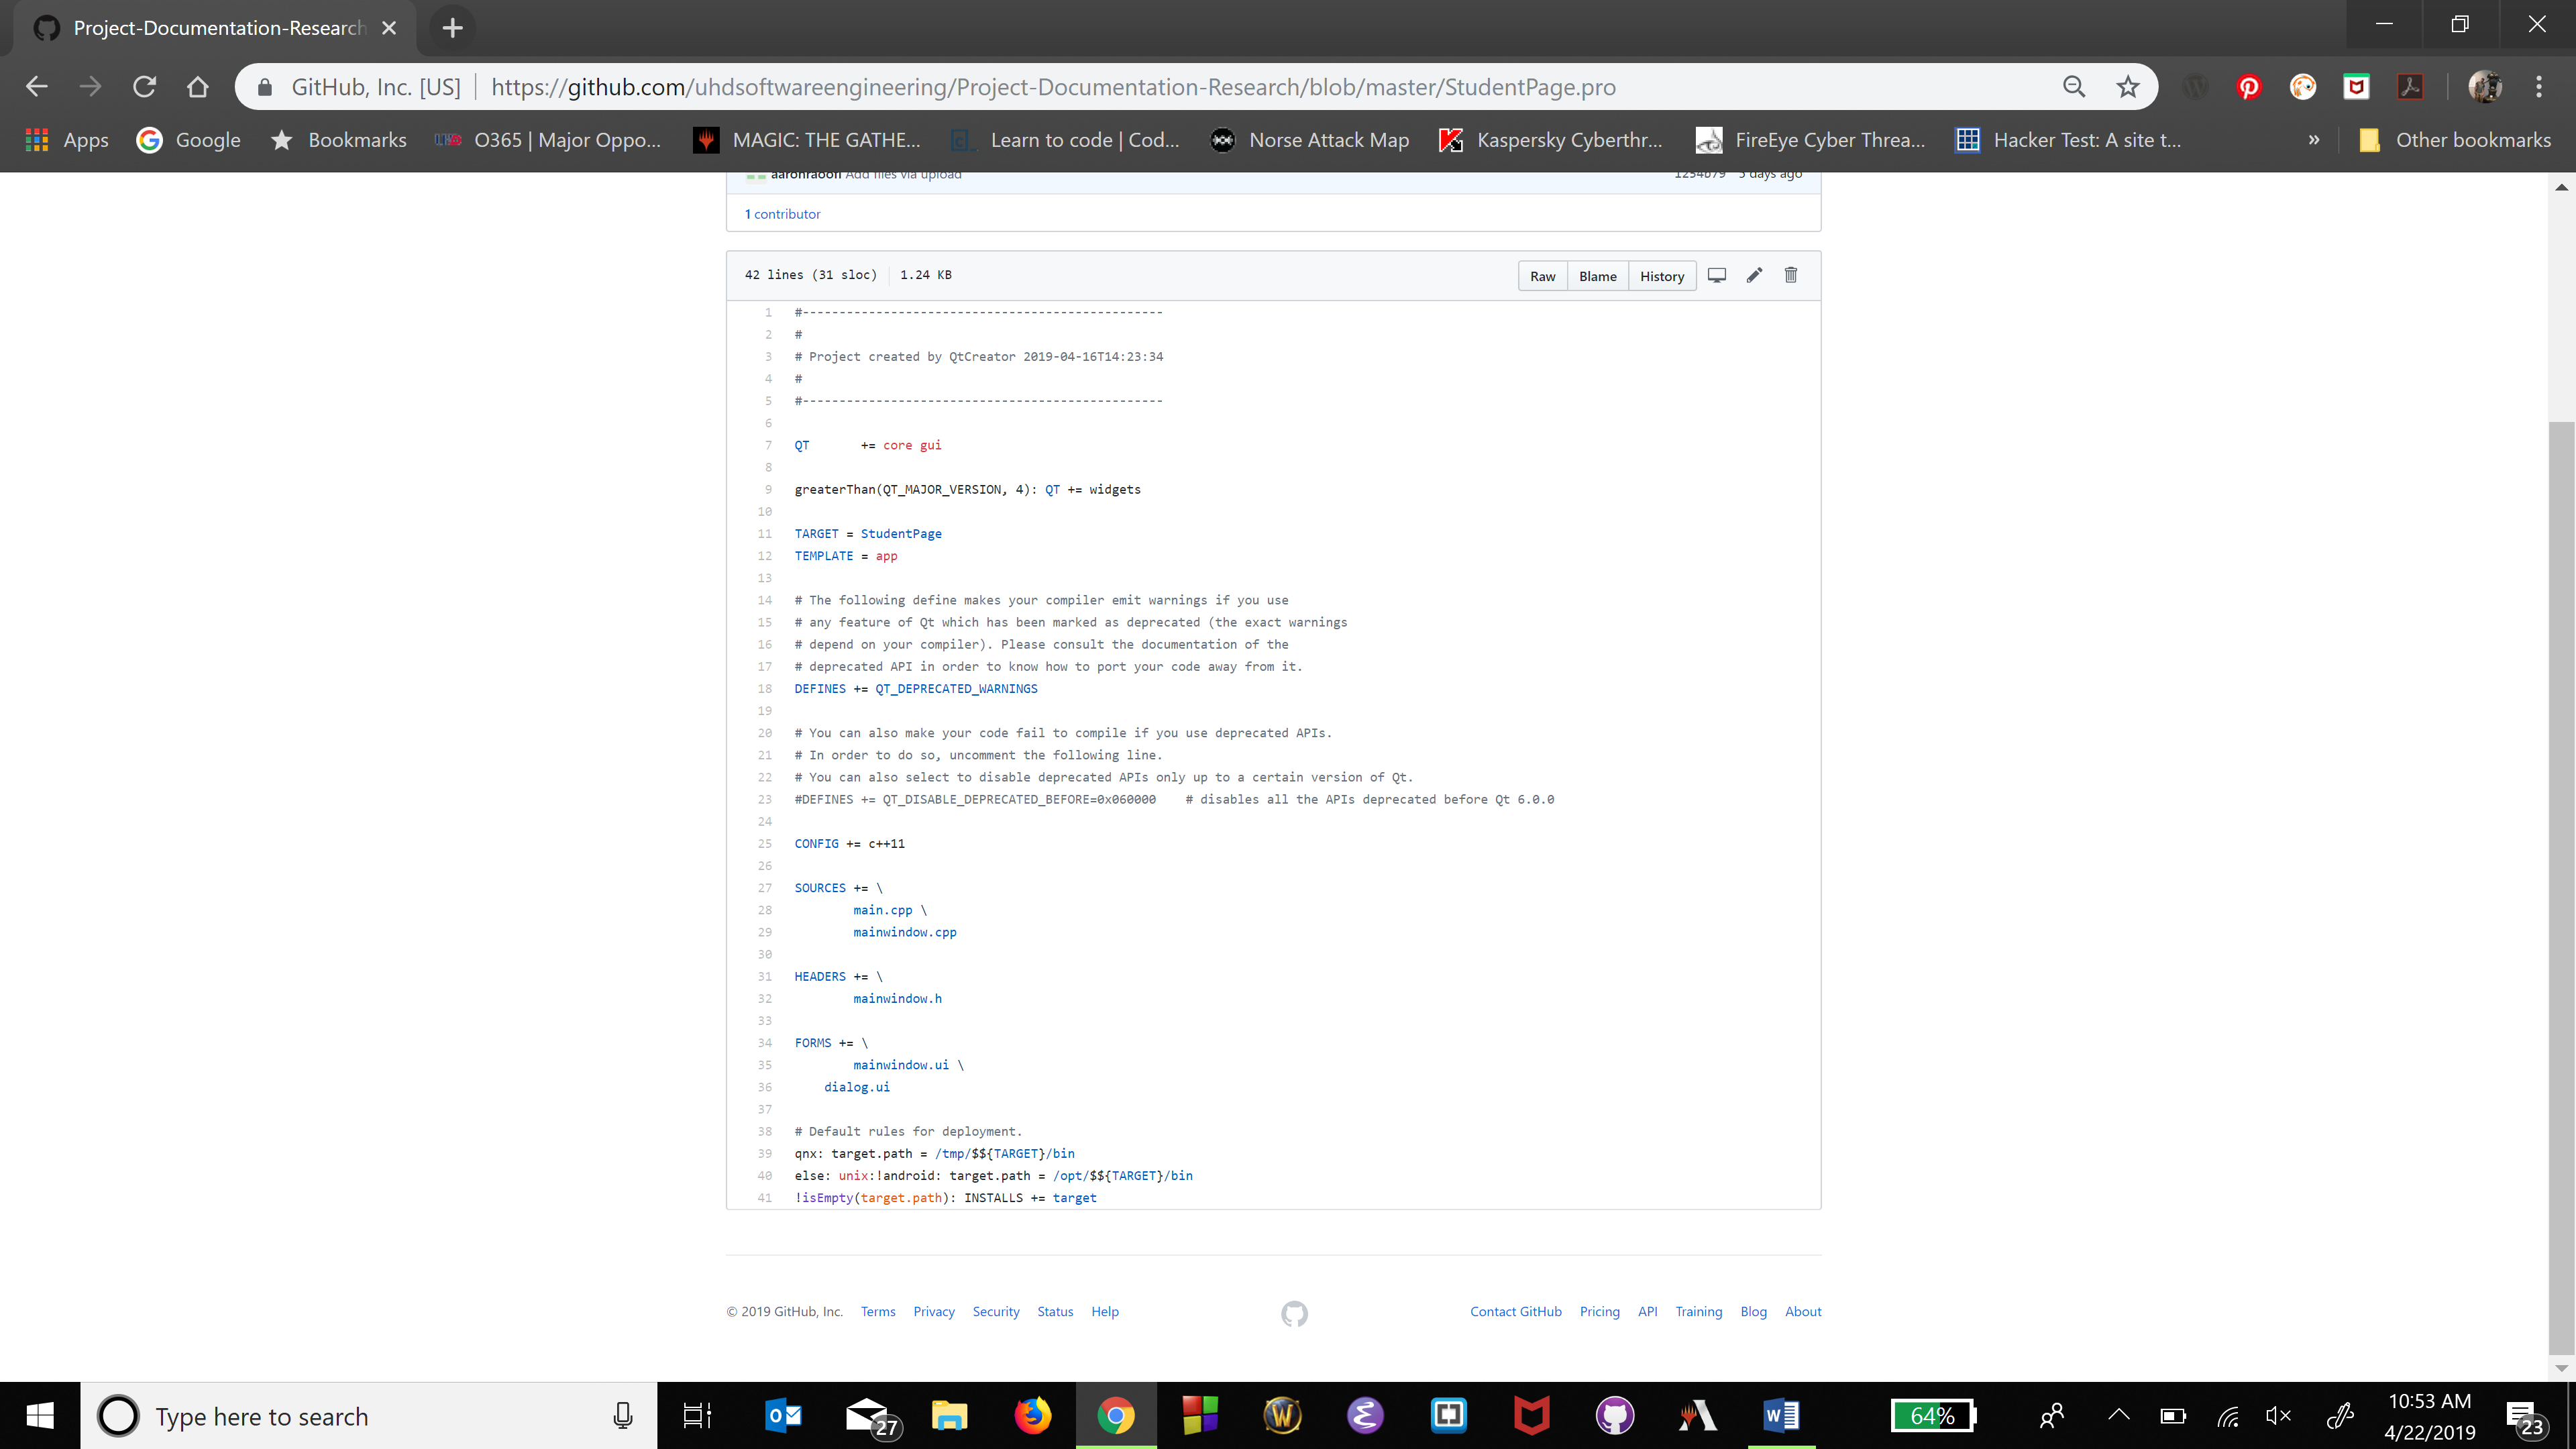 Project-Documentation-Research
GitHub, Inc. [US] https://github.com/uhdsoftwareengineering/Project-Documentation-Research/blob/master/StudentPage.pro
Apps Google Bookmarks O365 | Major Oppo... MAGIC: THE GATHE... Learn to code | Cod... Norse Attack Map Kaspersky Cyberthr... FireEye Cyber Threa... Hacker Test: A site t... » Other bookmarks
aaronraoofi Add files via upload 1254b79 5 days ago
1 contributor
42 lines (31 sloc) 1.24 KB Raw Blame History
1 #-------------------------------------------------
2 #
3 # Project created by QtCreator 2019-04-16T14:23:34
4 #
5 #-------------------------------------------------
6
7 QT       += core gui
8
9 greaterThan(QT_MAJOR_VERSION, 4): QT += widgets
10
11 TARGET = StudentPage
12 TEMPLATE = app
13
14 # The following define makes your compiler emit warnings if you use
15 # any feature of Qt which has been marked as deprecated (the exact warnings
16 # depend on your compiler). Please consult the documentation of the
17 # deprecated API in order to know how to port your code away from it.
18 DEFINES += QT_DEPRECATED_WARNINGS
19
20 # You can also make your code fail to compile if you use deprecated APIs.
21 # In order to do so, uncomment the following line.
22 # You can also select to disable deprecated APIs only up to a certain version of Qt.
23 #DEFINES += QT_DISABLE_DEPRECATED_BEFORE=0x060000    # disables all the APIs deprecated before Qt 6.0.0
24
25 CONFIG += c++11
26
27 SOURCES += \
28         main.cpp \
29         mainwindow.cpp
30
31 HEADERS += \
32         mainwindow.h
33
34 FORMS += \
35         mainwindow.ui \
36     dialog.ui
37
38 # Default rules for deployment.
39 qnx: target.path = /tmp/$${TARGET}/bin
40 else: unix:!android: target.path = /opt/$${TARGET}/bin
41 !isEmpty(target.path): INSTALLS += target
© 2019 GitHub, Inc. Terms Privacy Security Status Help Contact GitHub Pricing API Training Blog About
Type here to search 27 64% 10:53 AM
4/22/2019 23